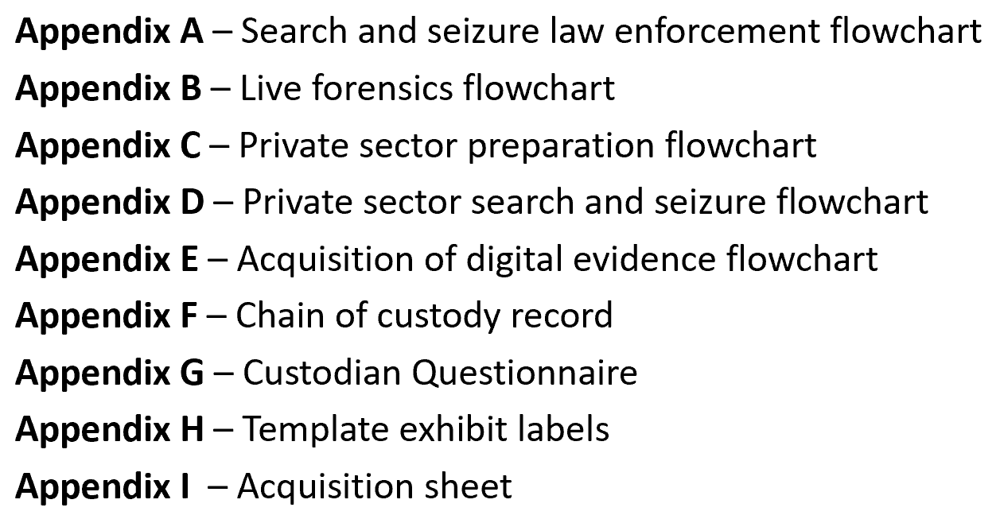 Appendix A – Search and seizure law enforcement flowchart
Appendix B – Live forensics flowchart
Appendix C – Private sector preparation flowchart
Appendix D – Private sector search and seizure flowchart
Appendix E – Acquisition of digital evidence flowchart
Appendix F – Chain of custody record
Appendix G – Custodian Questionnaire
Appendix H – Template exhibit labels
Appendix I – Acquisition sheet